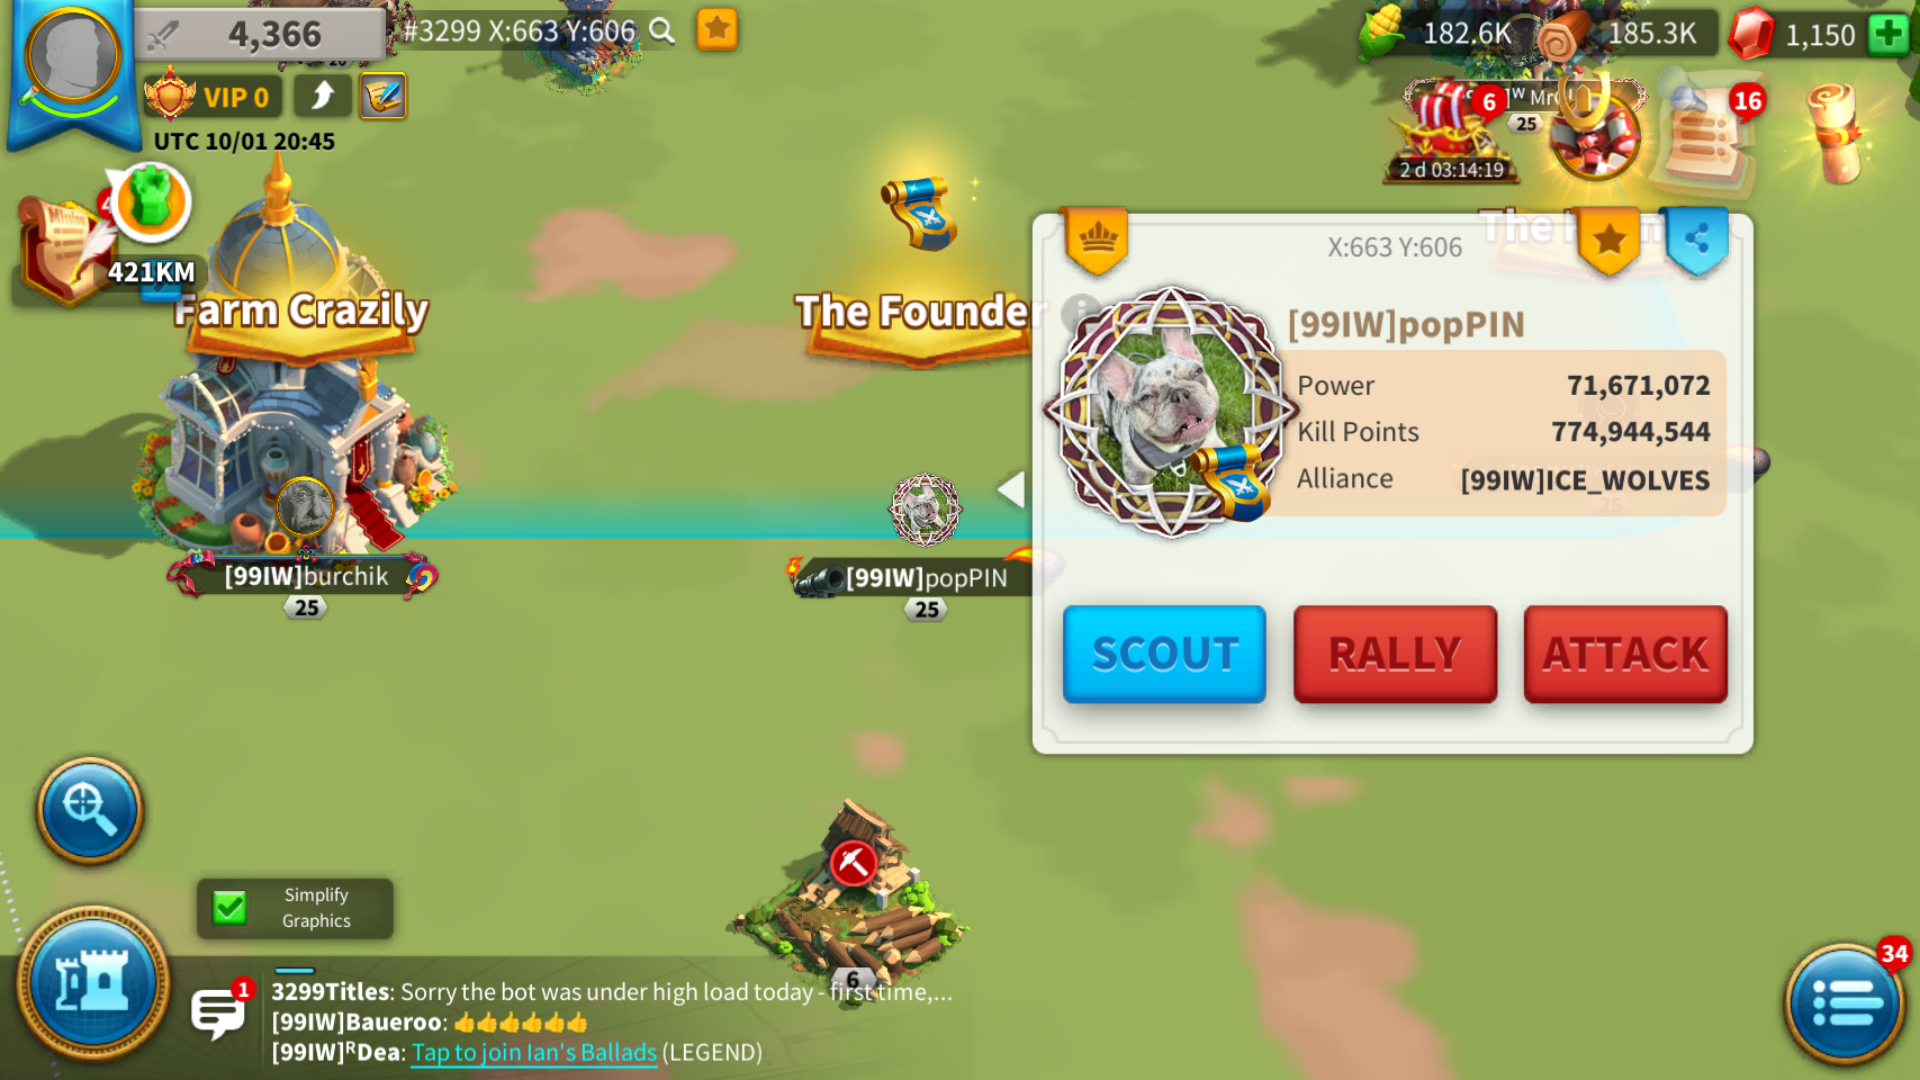 4,366
#3299 X:663 Y:606
182.6K
185.3K
1,150
VIP 0
UTC 10/01 20:45
6
25
2 d 03:14:19
16
Mission
421KM
Farm Crazily
The Founder
X:663 Y:606
[99IW]popPIN
Power 71,671,072
Kill Points 774,944,544
Alliance [99IW]ICE_WOLVES
25
[99IW]burchik
25
[99IW]popPIN
25
SCOUT
RALLY
ATTACK
Simplify
Graphics
6
34
1
3299Titles: Sorry the bot was under high load today - first time,...
[99IW]Baueroo: 👍👍👍👍👍👍
[99IW]ᴿDea: Tap to join Ian's Ballads (LEGEND)